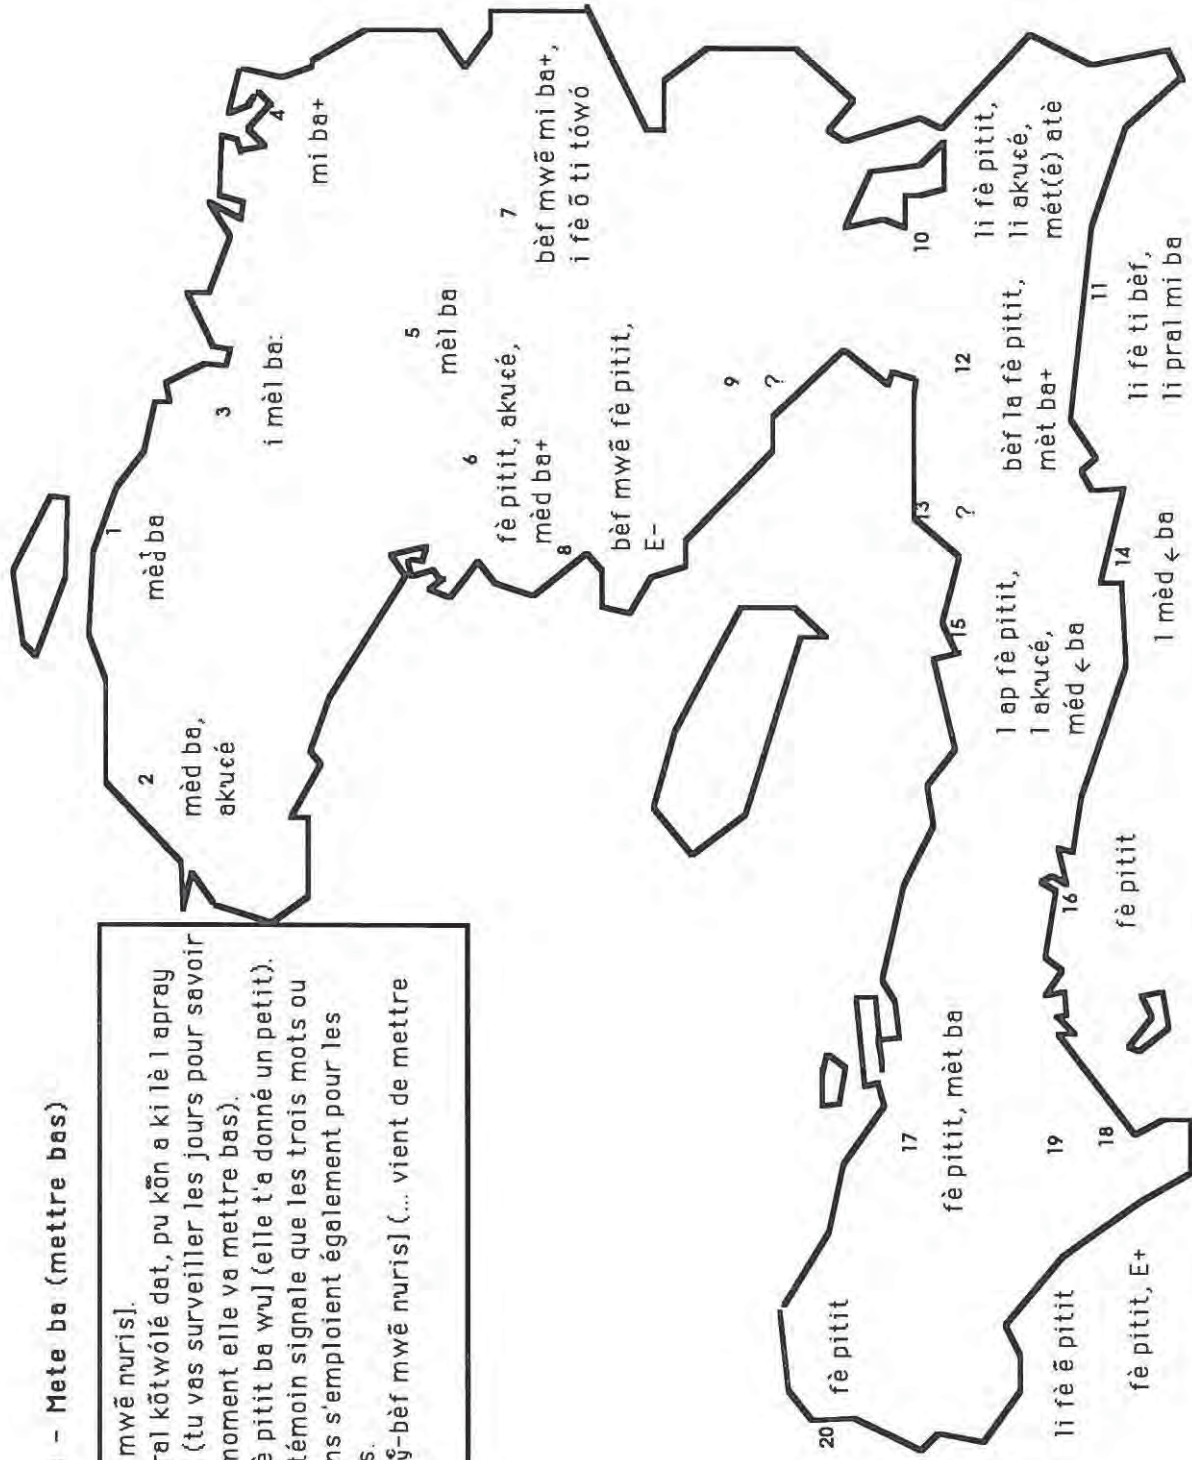 - Mete ba (mettre bas)
mwẽ nuris].
kõtwólé dat, pu kõn a ki lè l apray
(tu vas surveiller les jours pour savoir
moment elle va mettre bas).
pitit ba wu] (elle t'a donné un petit).
témoin signale que les trois mots ou
s'emploient également pour les
-bèf mwẽ nuris] (... vient de mettre
1
mèd ba
2
mèd ba,
akuɛé
3
i mèl ba:
4
mi ba+
5
mèl ba
6
fè pitit, akuɛé,
mèd ba+
7
bèf mwẽ mi ba+,
i fè õ ti tówó
8
bèf mwẽ fè pitit,
E-
9
?
10
li fè pitit,
li akuɛé,
mét(é) atè
11
li fè ti bèf,
li pral mi ba
12
bèf la fè pitit,
mèt ba+
13
?
14
l mèd ← ba
15
l ap fè pitit,
l akuɛé,
méd ← ba
16
fè pitit
17
fè pitit, mèt ba
18
fè pitit, E+
19
li fè ẽ pitit
20
fè pitit